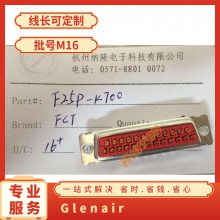 线长可定制
批号M16
杭州纳隆电子科技有限公司
电话: 0571-8801 0072
Part#: F25P-K700
Brand: FCT
Quantit
D/C: 16+
专业服务
一站式解决 省时.省钱.省心
Glenair